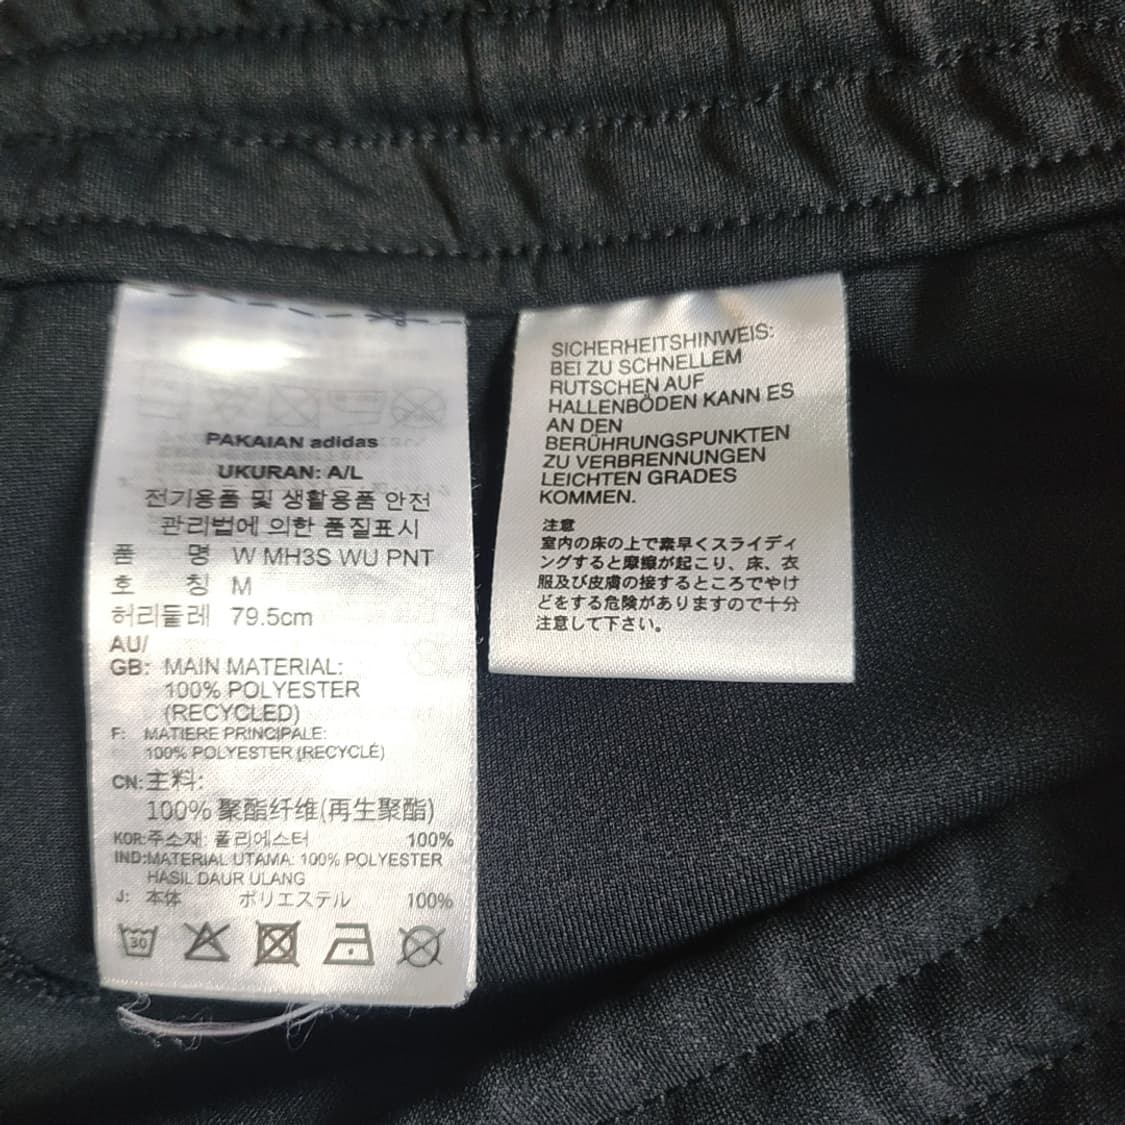 PAKAIAN adidas
UKURAN: A/L
전기용품 및 생활용품 안전
관리법에 의한 품질표시
품 명 W MH3S WU PNT
호 칭 M
허리둘레 79.5cm
AU/
GB: MAIN MATERIAL:
100% POLYESTER
(RECYCLED)
F: MATIERE PRINCIPALE:
100% POLYESTER (RECYCLÉ)
CN:主料:
100%聚酯纤维(再生聚酯)
KOR:주소재: 폴리에스터 100%
IND:MATERIAL UTAMA: 100% POLYESTER
HASIL DAUR ULANG
J: 本体 ポリエステル 100%
30
SICHERHEITSHINWEIS:
BEI ZU SCHNELLEM
RUTSCHEN AUF
HALLENBÖDEN KANN ES
AN DEN
BERÜHRUNGSPUNKTEN
ZU VERBRENNUNGEN
LEICHTEN GRADES
KOMMEN.
注意
室内の床の上で素早くスライディ
ングすると摩擦が起こり、床、衣
服及び皮膚の接するところでやけ
どをする危険がありますので十分
注意して下さい。